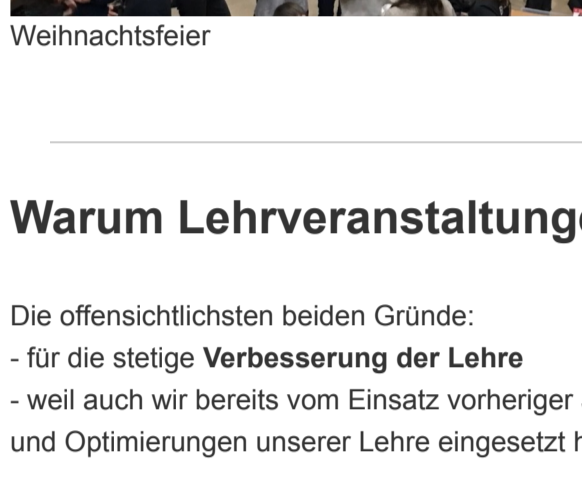 Weihnachtsfeier
Warum Lehrveranstaltung
Die offensichtlichsten beiden Gründe:
- für die stetige Verbesserung der Lehre
- weil auch wir bereits vom Einsatz vorheriger
und Optimierungen unserer Lehre eingesetzt